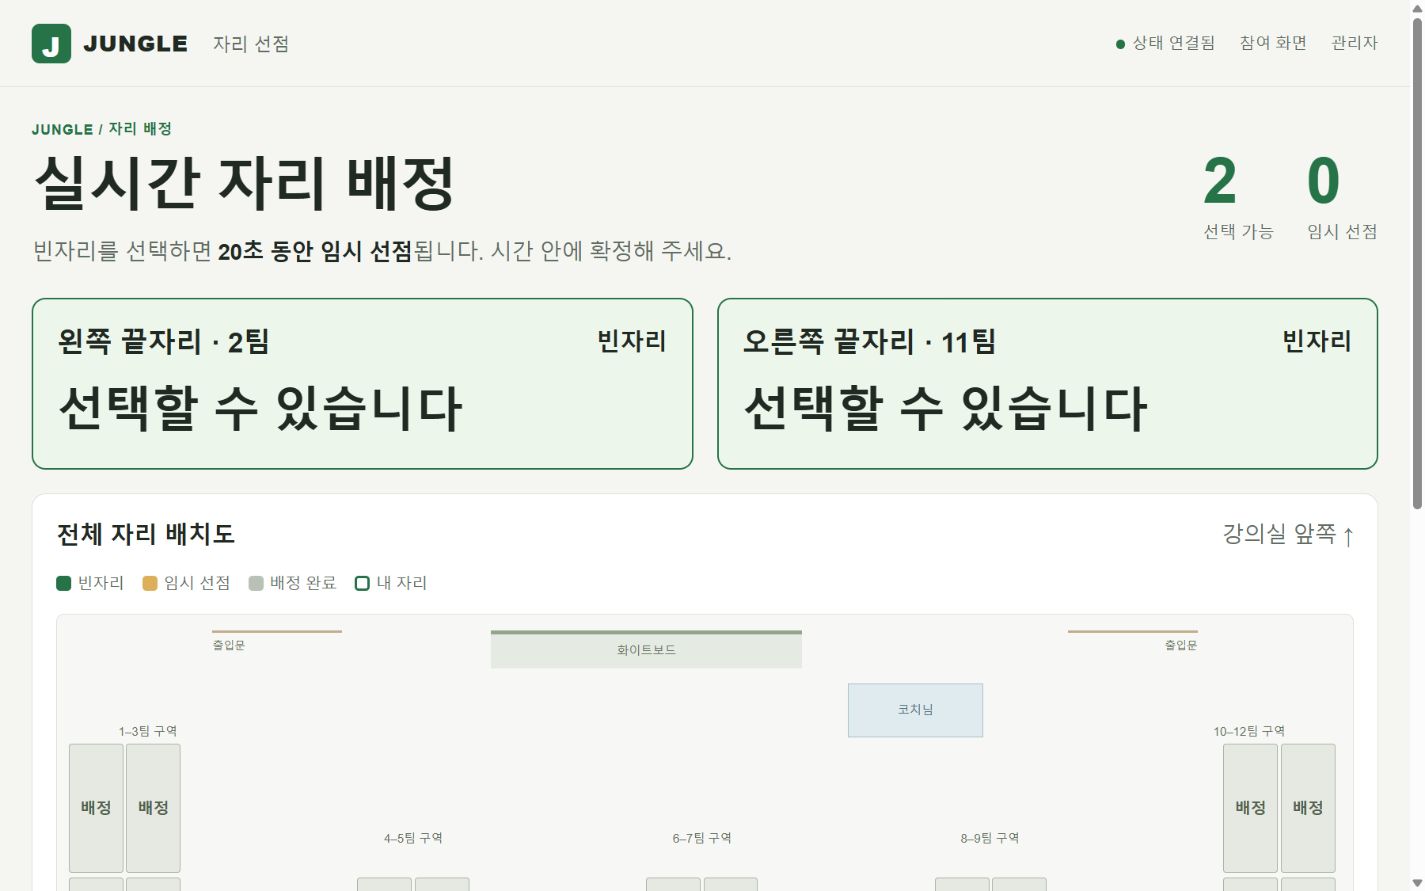 J JUNGLE 자리 선점
상태 연결됨 참여 화면 관리자
JUNGLE / 자리 배정
실시간 자리 배정
빈자리를 선택하면 20초 동안 임시 선점됩니다. 시간 안에 확정해 주세요.
2 0
선택 가능 임시 선점
왼쪽 끝자리 · 2팀 빈자리
선택할 수 있습니다
오른쪽 끝자리 · 11팀 빈자리
선택할 수 있습니다
전체 자리 배치도 강의실 앞쪽 ↑
빈자리 임시 선점 배정 완료 내 자리
출입문 화이트보드 출입문
코치님
1–3팀 구역 10–12팀 구역
배정 배정 배정 배정
4–5팀 구역 6–7팀 구역 8–9팀 구역